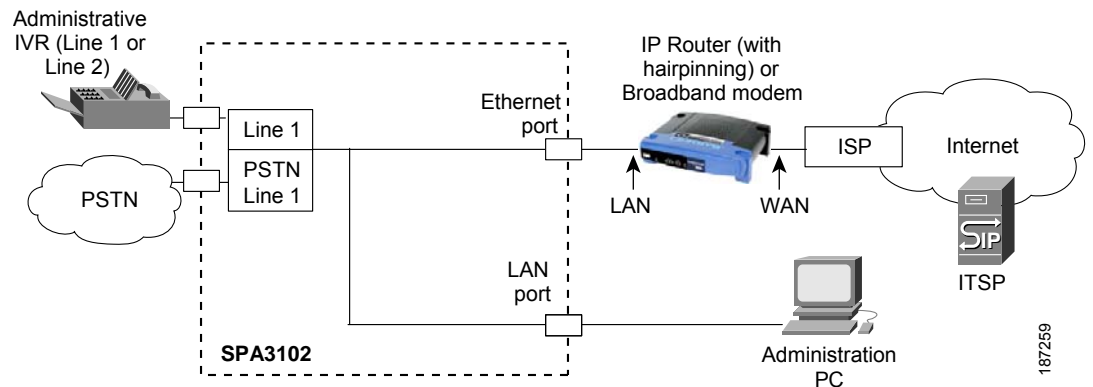 Administrative
IVR (Line 1 or
Line 2)
IP Router (with
hairpinning) or
Broadband modem
Ethernet
port
Line 1
PSTN
Line 1
PSTN
ISP
Internet
LAN
WAN
SIP
ITSP
LAN
port
SPA3102
Administration
PC
187259